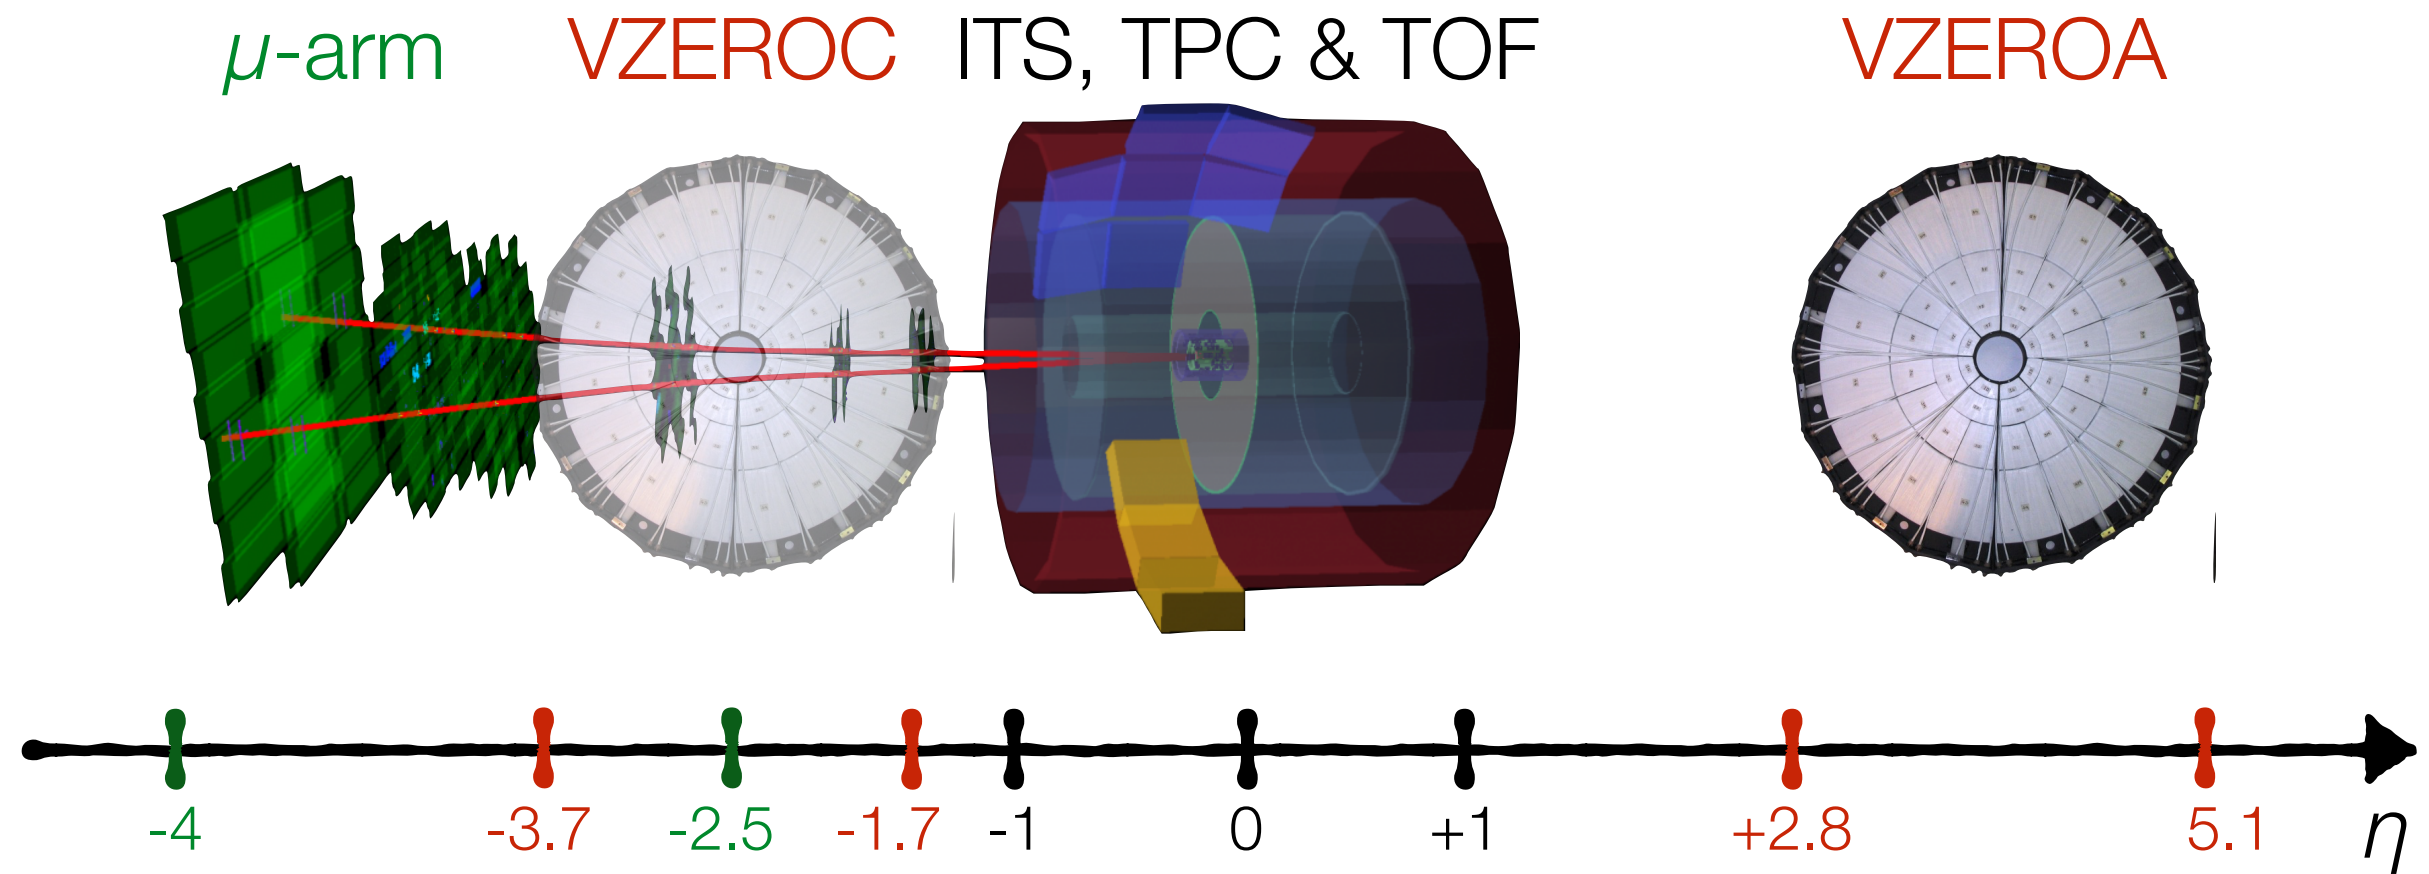 μ-arm VZEROC ITS, TPC & TOF VZEROA
-4 -3.7 -2.5 -1.7 -1 0 +1 +2.8 5.1 η